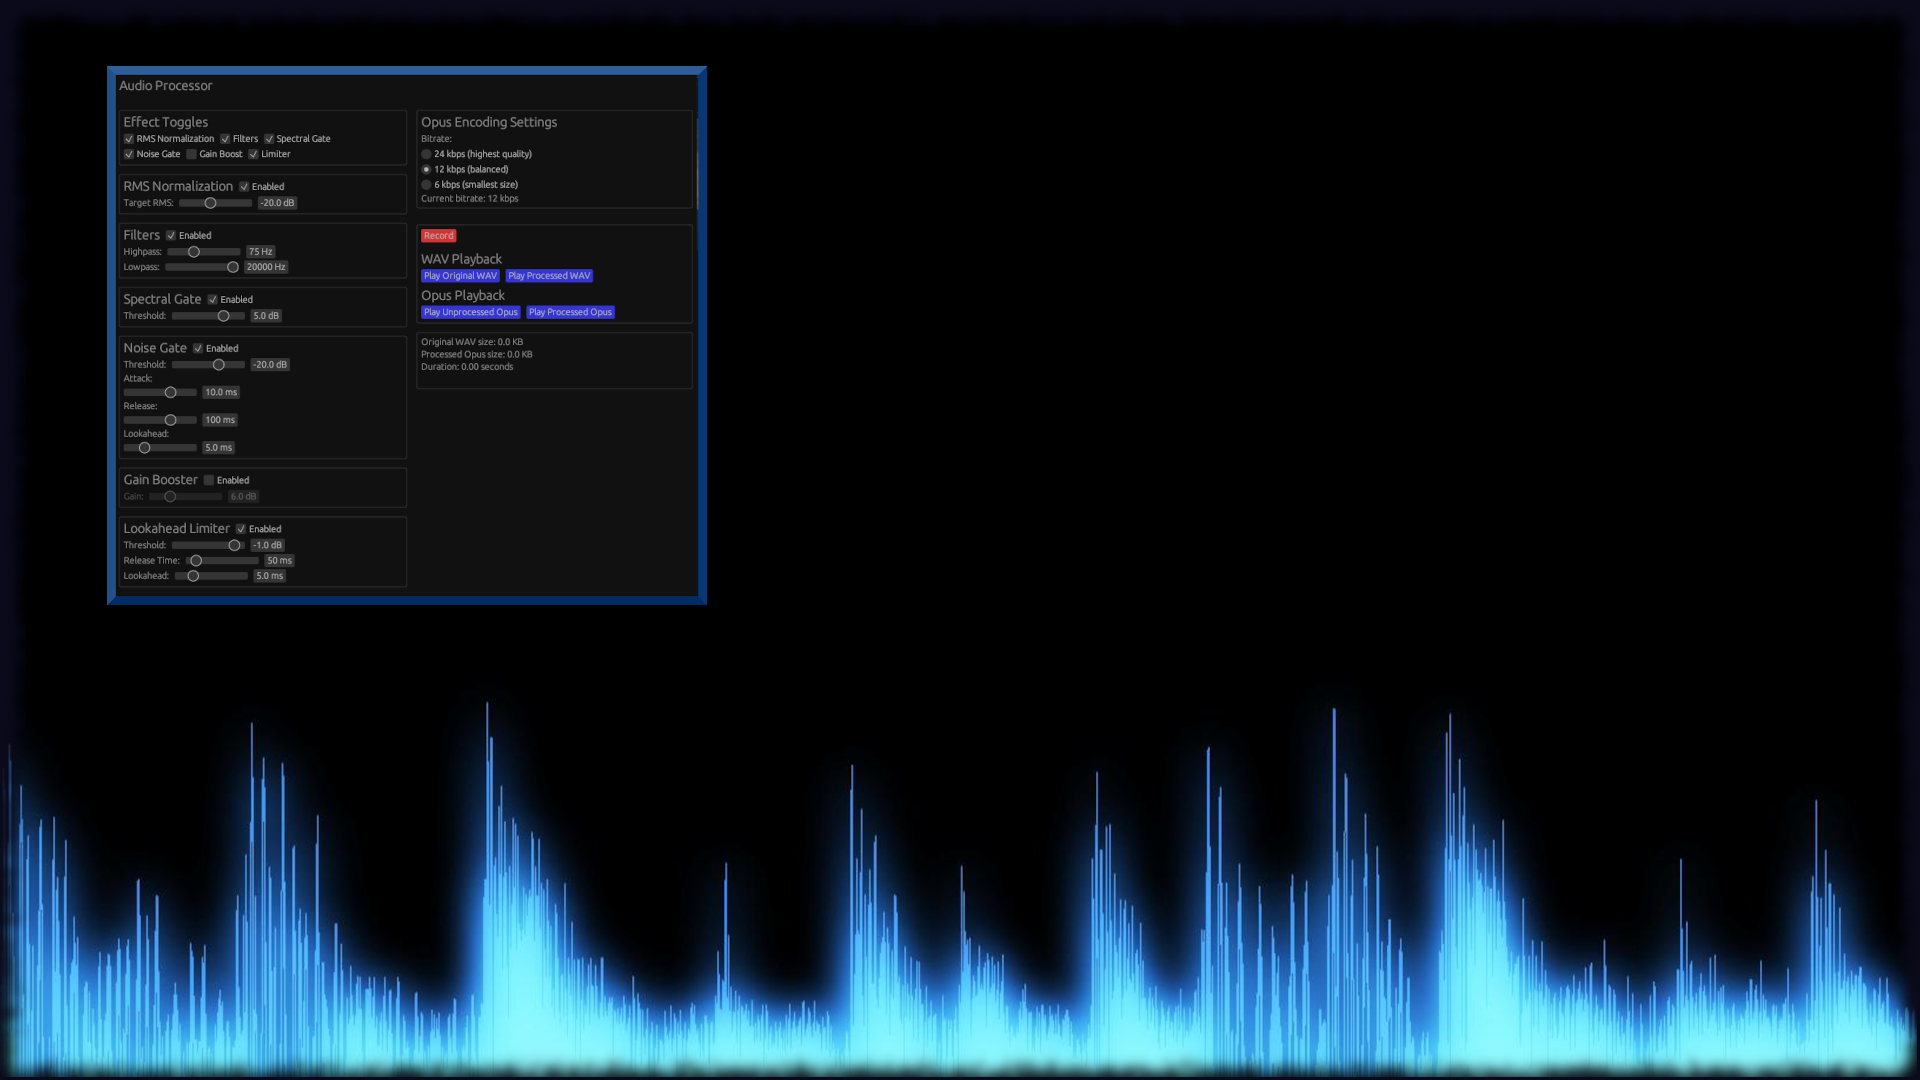 Audio Processor
Effect Toggles
RMS Normalization Filters Spectral Gate
Noise Gate Gain Boost Limiter
RMS Normalization Enabled
Target RMS: -20.0 dB
Filters Enabled
Highpass: 75 Hz
Lowpass: 20000 Hz
Spectral Gate Enabled
Threshold: 5.0 dB
Noise Gate Enabled
Threshold: -20.0 dB
Attack:
10.0 ms
Release:
100 ms
Lookahead:
5.0 ms
Gain Booster Enabled
Gain: 6.0 dB
Lookahead Limiter Enabled
Threshold: -1.0 dB
Release Time: 50 ms
Lookahead: 5.0 ms
Opus Encoding Settings
Bitrate:
24 kbps (highest quality)
12 kbps (balanced)
6 kbps (smallest size)
Current bitrate: 12 kbps
Record
WAV Playback
Play Original WAV Play Processed WAV
Opus Playback
Play Unprocessed Opus Play Processed Opus
Original WAV size: 0.0 KB
Processed Opus size: 0.0 KB
Duration: 0.00 seconds